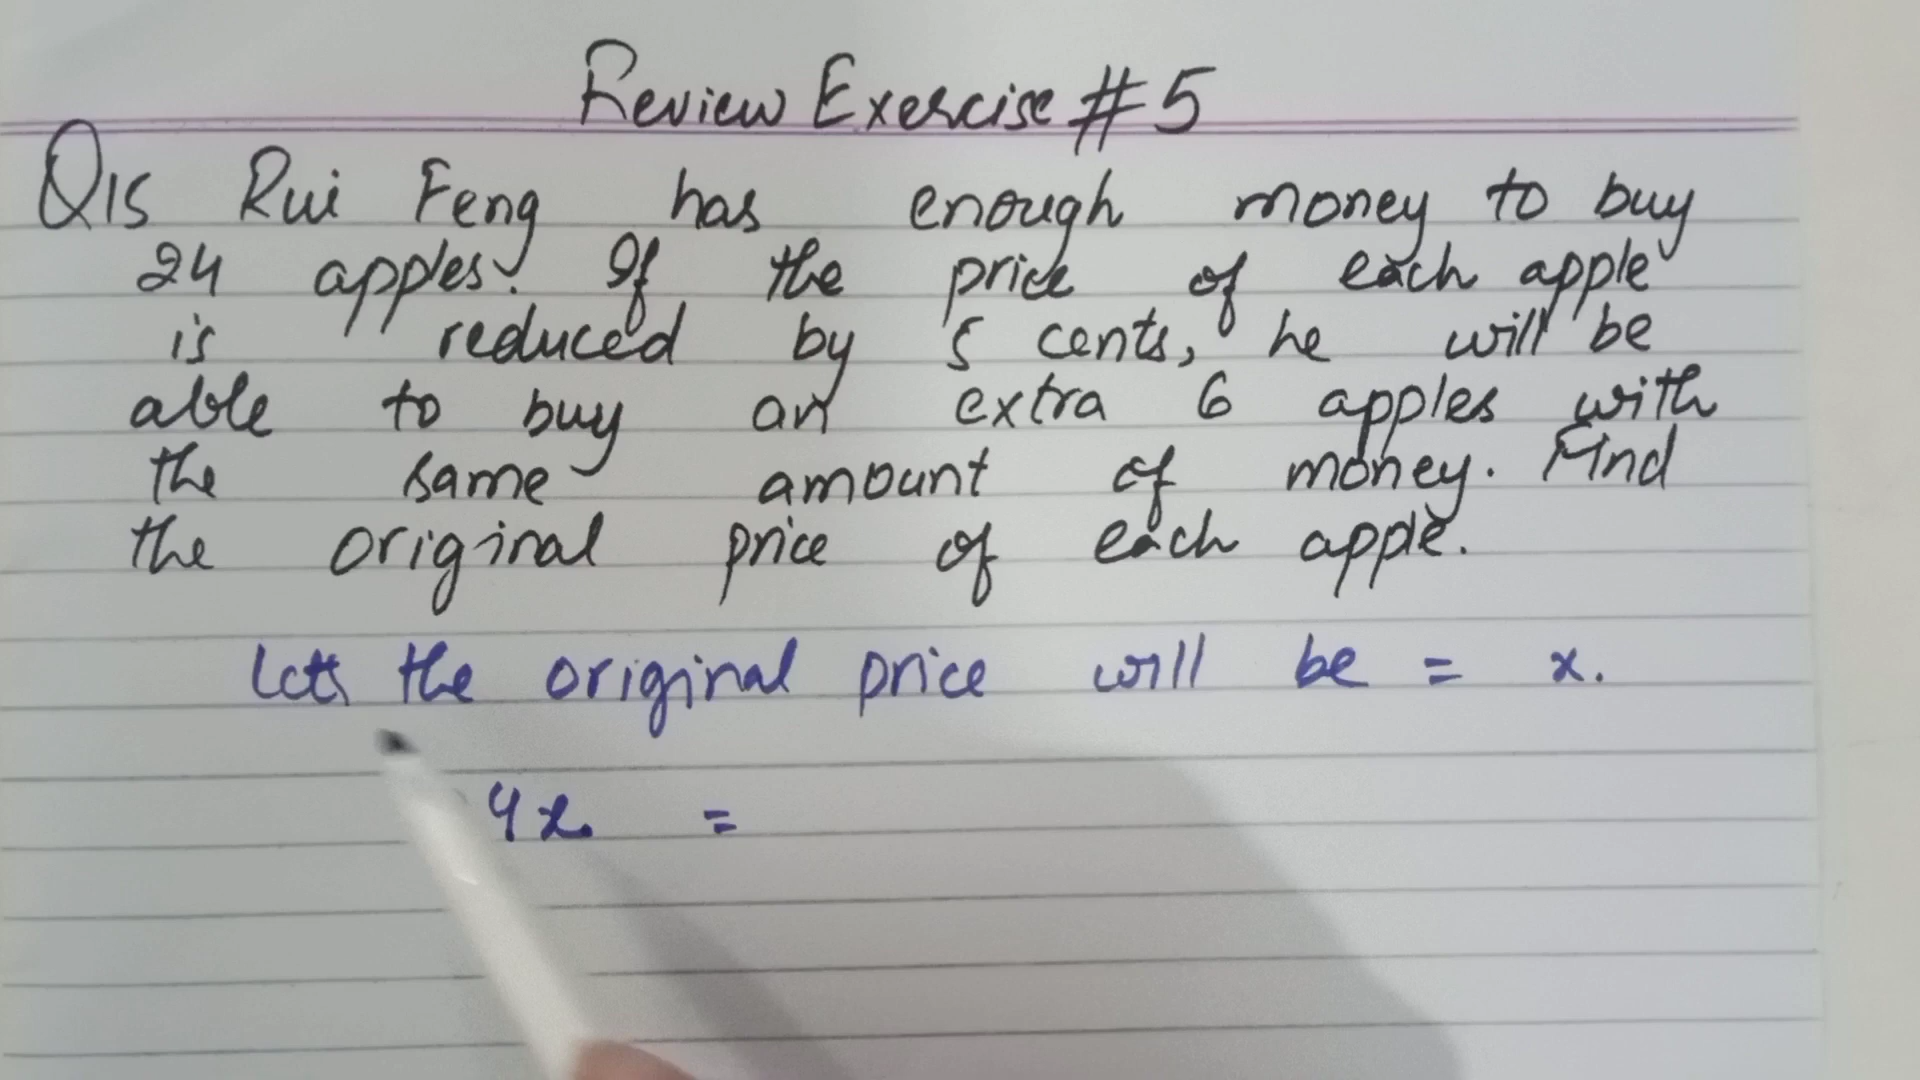 Review Exercise #5
Q15 Rui Feng has enough money to buy
24 apples. If the price of each apple
is reduced by 5 cents, he will be
able to buy an extra 6 apples with
the same amount of money. Find
the original price of each apple.
the original price will be = x.
4x =